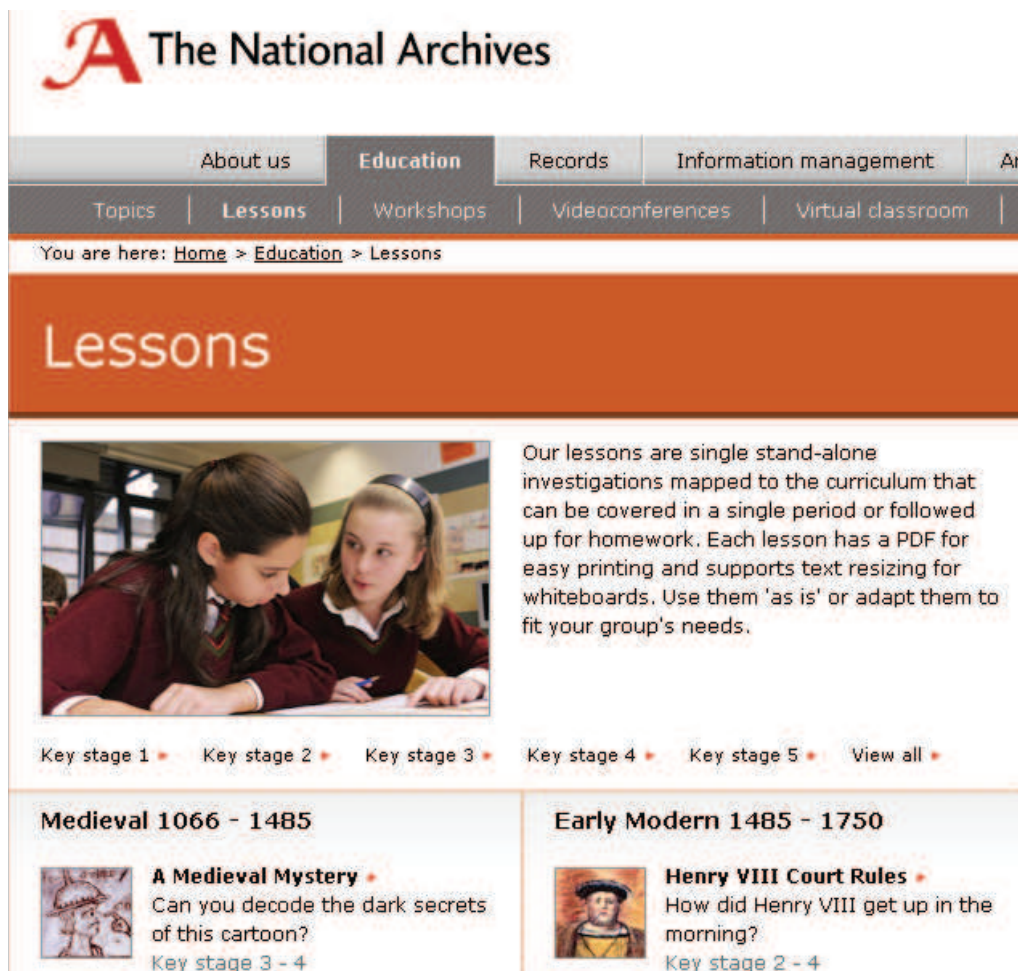 The National Archives
About us Education Records Information management
Topics Lessons Workshops Videoconferences Virtual classroom
You are here: Home > Education > Lessons
Lessons
Our lessons are single stand-alone
investigations mapped to the curriculum that
can be covered in a single period or followed
up for homework. Each lesson has a PDF for
easy printing and supports text resizing for
whiteboards. Use them 'as is' or adapt them to
fit your group's needs.
Key stage 1 Key stage 2 Key stage 3 Key stage 4 Key stage 5 View all
Medieval 1066 - 1485
A Medieval Mystery
Can you decode the dark secrets
of this cartoon?
Key stage 3 - 4
Early Modern 1485 - 1750
Henry VIII Court Rules
How did Henry VIII get up in the
morning?
Key stage 2 - 4